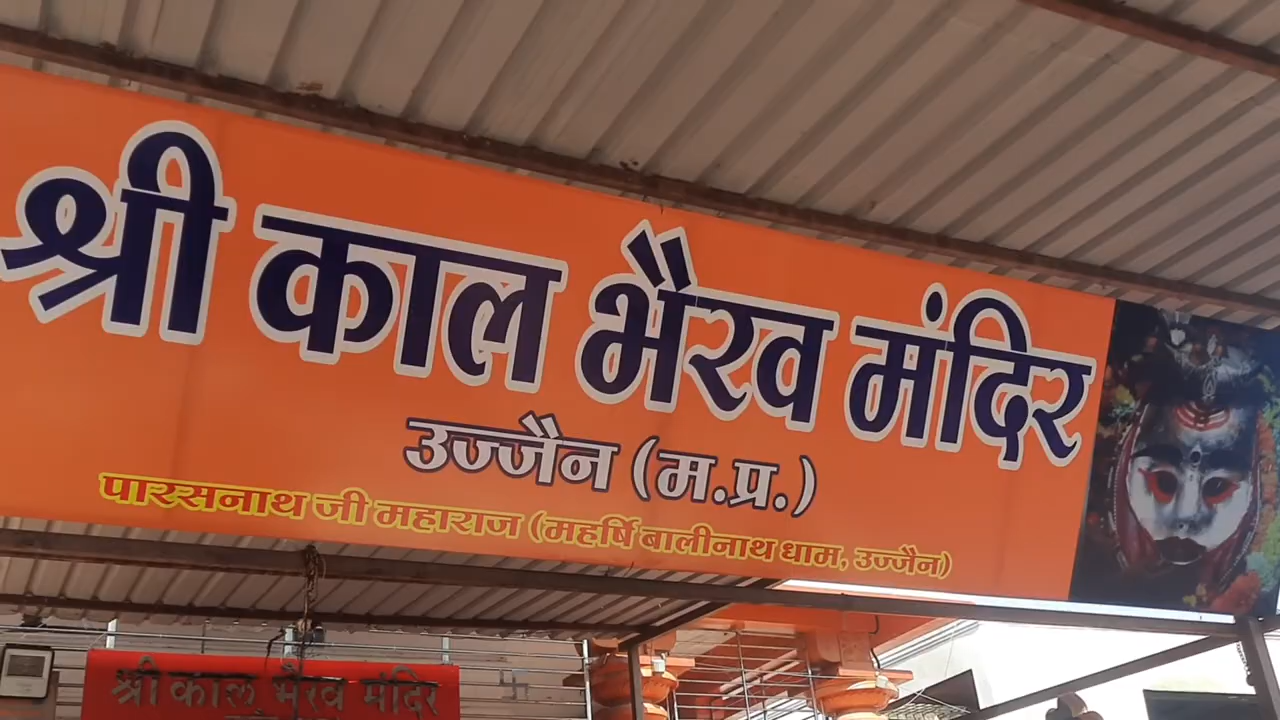 श्री काल भैरव मंदिर
उज्जैन (म.प्र.)
पारसनाथ जी महाराज (महर्षि बालीनाथ धाम, उज्जैन)
श्री काल भैरव मंदिर